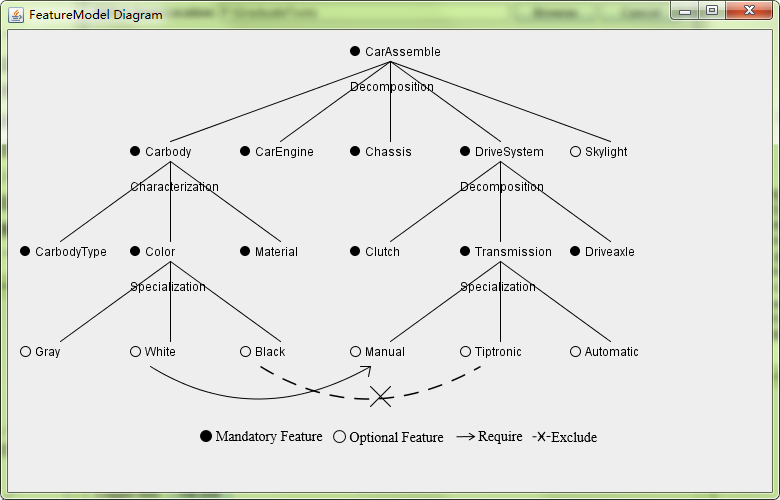 FeatureModel Diagram
CarAssemble
Decomposition
Carbody CarEngine Chassis DriveSystem Skylight
Characterization Decomposition
CarbodyType Color Material Clutch Transmission Driveaxle
Specialization Specialization
Gray White Black Manual Tiptronic Automatic
Mandatory Feature Optional Feature Require Exclude